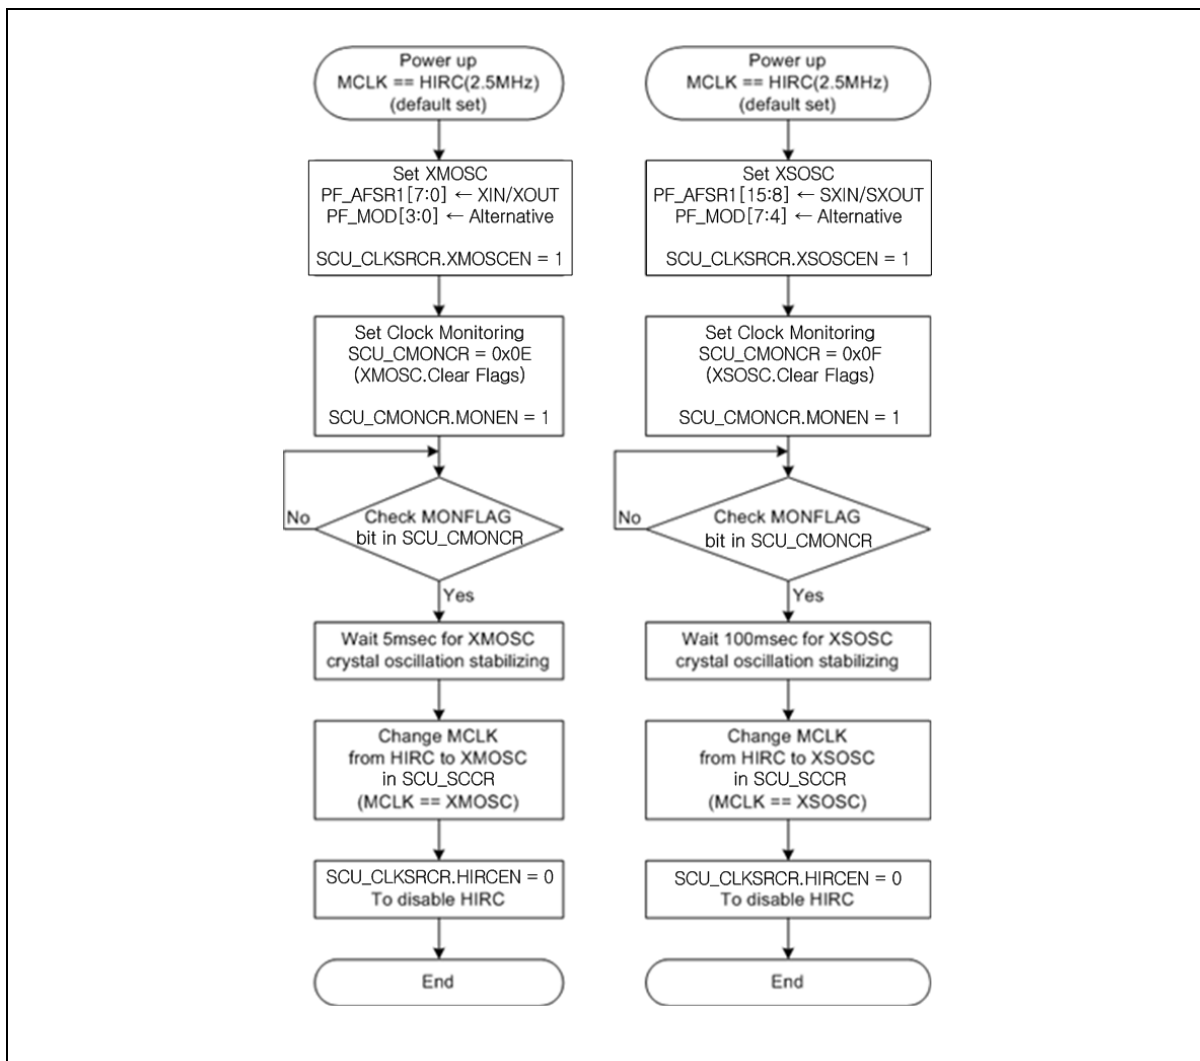 Power up
MCLK == HIRC(2.5MHz)
(default set)
Set XMOSC
PF_AFSR1[7:0] ← XIN/XOUT
PF_MOD[3:0] ← Alternative
SCU_CLKSRCR.XMOSCEN = 1
Set Clock Monitoring
SCU_CMONCR = 0x0E
(XMOSC.Clear Flags)
SCU_CMONCR.MONEN = 1
No
Check MONFLAG
bit in SCU_CMONCR
Yes
Wait 5msec for XMOSC
crystal oscillation stabilizing
Change MCLK
from HIRC to XMOSC
in SCU_SCCR
(MCLK == XMOSC)
SCU_CLKSRCR.HIRCEN = 0
To disable HIRC
End
Power up
MCLK == HIRC(2.5MHz)
(default set)
Set XSOSC
PF_AFSR1[15:8] ← SXIN/SXOUT
PF_MOD[7:4] ← Alternative
SCU_CLKSRCR.XSOSCEN = 1
Set Clock Monitoring
SCU_CMONCR = 0x0F
(XSOSC.Clear Flags)
SCU_CMONCR.MONEN = 1
No
Check MONFLAG
bit in SCU_CMONCR
Yes
Wait 100msec for XSOSC
crystal oscillation stabilizing
Change MCLK
from HIRC to XSOSC
in SCU_SCCR
(MCLK == XSOSC)
SCU_CLKSRCR.HIRCEN = 0
To disable HIRC
End